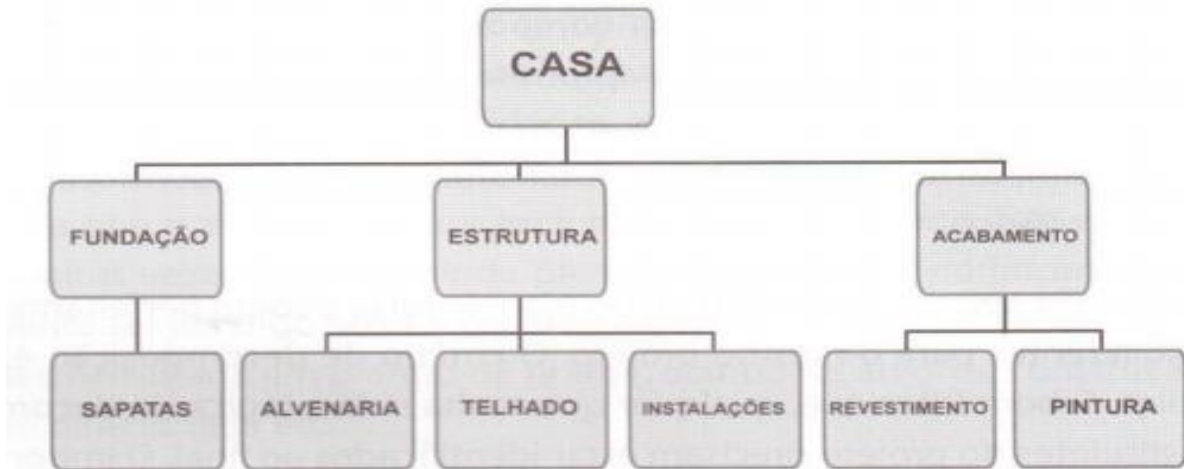 CASA
FUNDAÇÃO
ESTRUTURA
ACABAMENTO
SAPATAS
ALVENARIA
TELHADO
INSTALAÇÕES
REVESTIMENTO
PINTURA